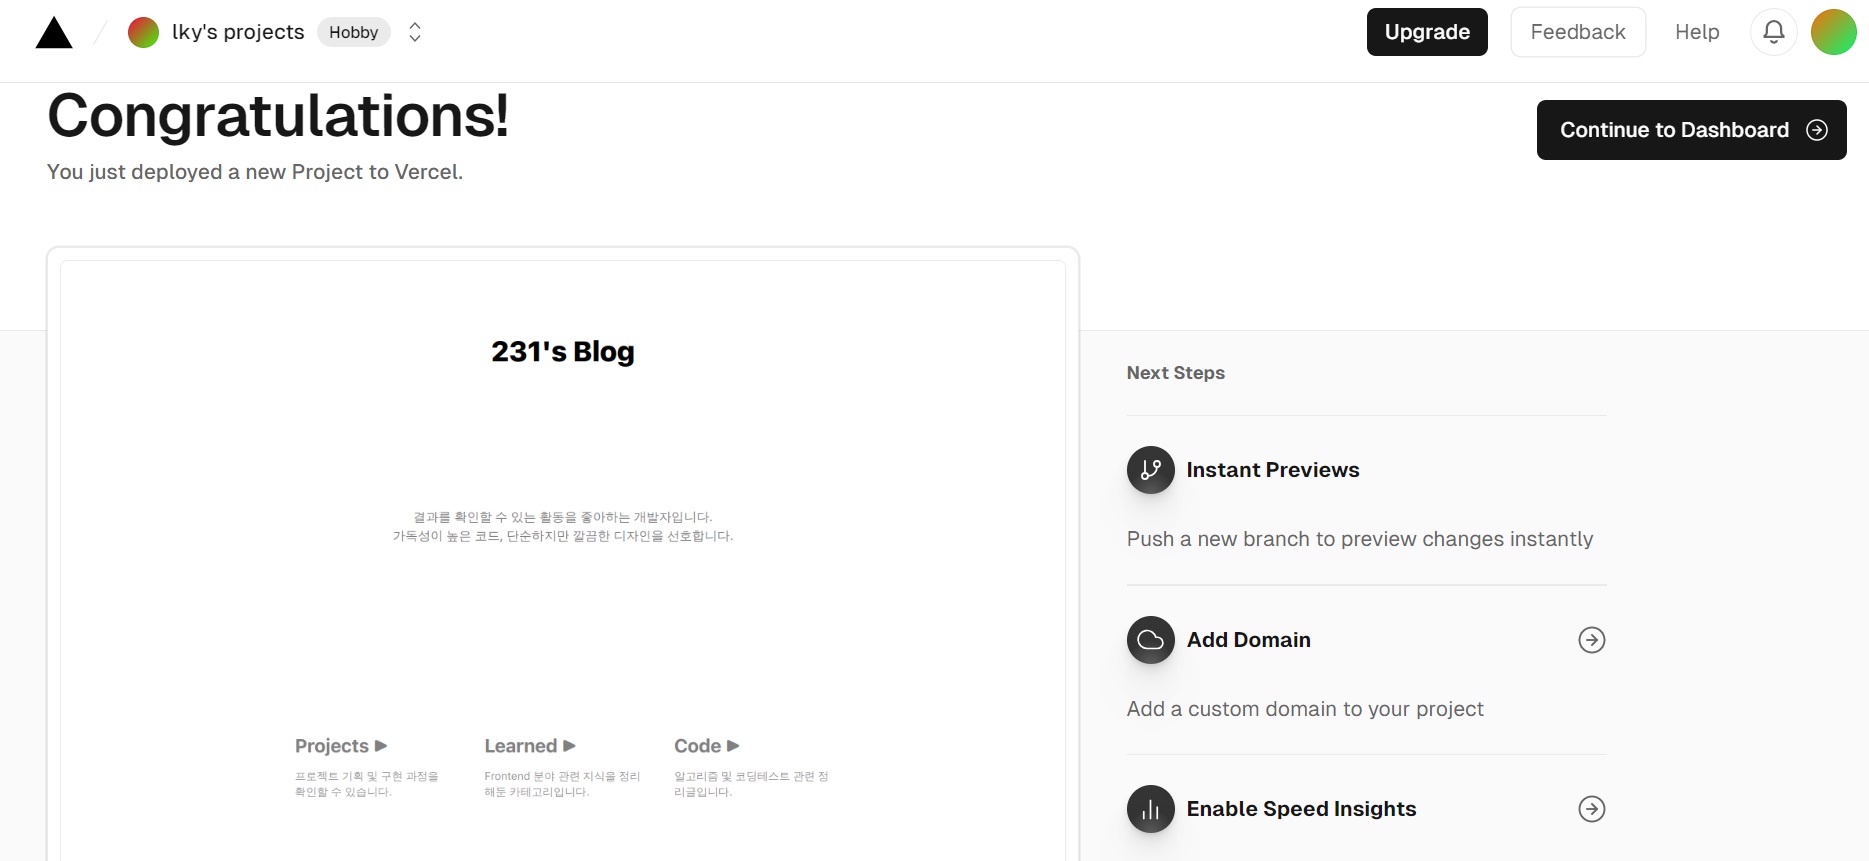 lky's projects Hobby
Upgrade Feedback Help
Congratulations!
Continue to Dashboard
You just deployed a new Project to Vercel.
231's Blog
결과를 확인할 수 있는 활동을 좋아하는 개발자입니다.
가독성이 높은 코드, 단순하지만 깔끔한 디자인을 선호합니다.
Projects ▶
프로젝트 기획 및 구현 과정을
확인할 수 있습니다.
Learned ▶
Frontend 분야 관련 지식을 정리
해둔 카테고리입니다.
Code ▶
알고리즘 및 코딩테스트 관련 정
리글입니다.
Next Steps
Instant Previews
Push a new branch to preview changes instantly
Add Domain
Add a custom domain to your project
Enable Speed Insights